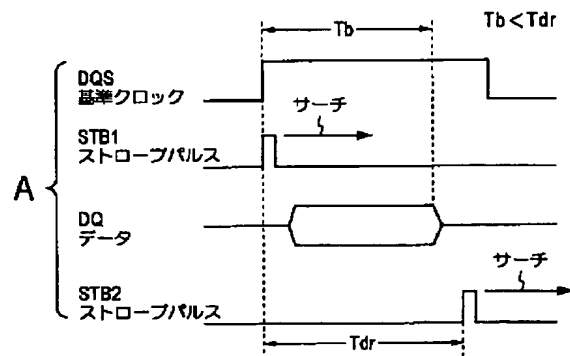 Tb
Tb<Tdr
DQS
基準クロック
サーチ
STB1
ストローブパルス
A
DQ
データ
サーチ
STB2
ストローブパルス
Tdr